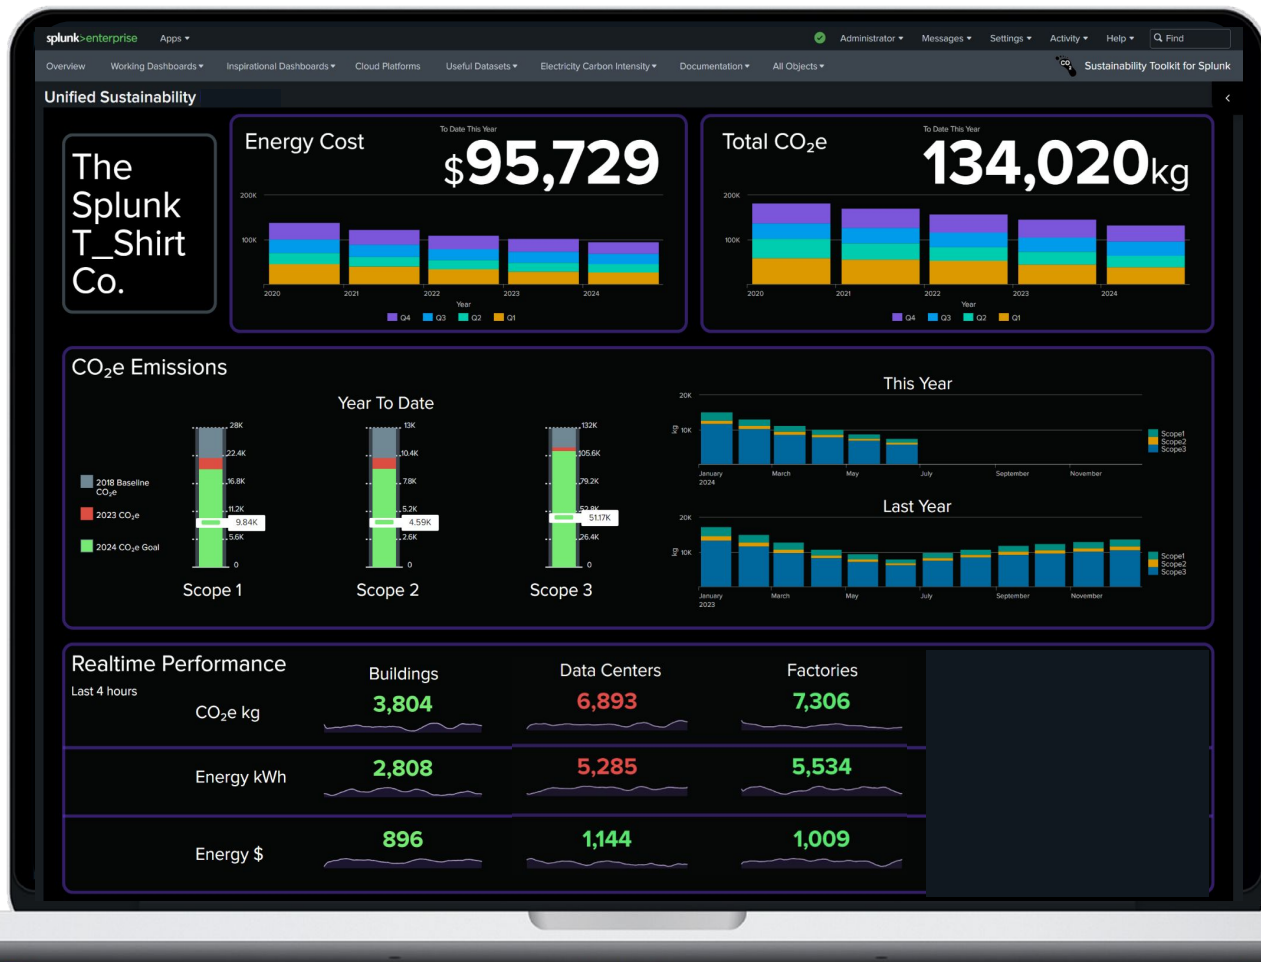 splunk>enterprise Apps Administrator Messages Settings Activity Help Find
Overview Working Dashboards Inspirational Dashboards Cloud Platforms Useful Datasets Electricity Carbon Intensity Documentation All Objects CO₂ Sustainability Toolkit for Splunk
Unified Sustainability
The
Splunk
T_Shirt
Co.
Energy Cost
To Date This Year
$95,729
200K
100K
2020 2021 2022 2023 2024
Year
Q4 Q3 Q2 Q1
Total CO₂e
To Date This Year
134,020kg
200K
100K
2020 2021 2022 2023 2024
Year
Q4 Q3 Q2 Q1
CO₂e Emissions
Year To Date
2018 Baseline
CO₂e
2023 CO₂e
2024 CO₂e Goal
28K
22.4K
16.8K
11.2K
9.84K
5.6K
0
Scope 1
13K
10.4K
7.8K
5.2K
4.59K
2.6K
0
Scope 2
132K
105.6K
79.2K
52.8K
51.17K
26.4K
0
Scope 3
This Year
20K
10K
kg
January March May July September November
2024
Scope1
Scope2
Scope3
Last Year
20K
10K
kg
January March May July September November
2023
Scope1
Scope2
Scope3
Realtime Performance
Last 4 hours
Buildings Data Centers Factories
CO₂e kg 3,804 6,893 7,306
Energy kWh 2,808 5,285 5,534
Energy $ 896 1,144 1,009